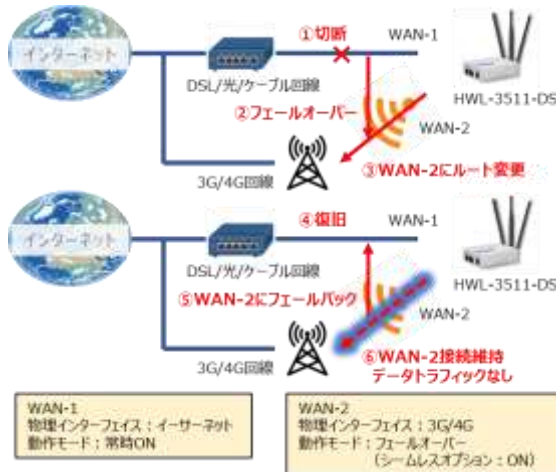 ①切断
WAN-1
インターネット
DSL/光/ケーブル回線
HWL-3511-DS
②フェールオーバー
WAN-2
③WAN-2にルート変更
3G/4G回線
④復旧
WAN-1
インターネット
DSL/光/ケーブル回線
HWL-3511-DS
⑤WAN-2にフェールバック
WAN-2
⑥WAN-2接続維持
データトラフィックなし
3G/4G回線
WAN-1
物理インターフェイス：イーサーネット
動作モード：常時ON
WAN-2
物理インターフェイス：3G/4G
動作モード：フェールオーバー
（シームレスオプション：ON）